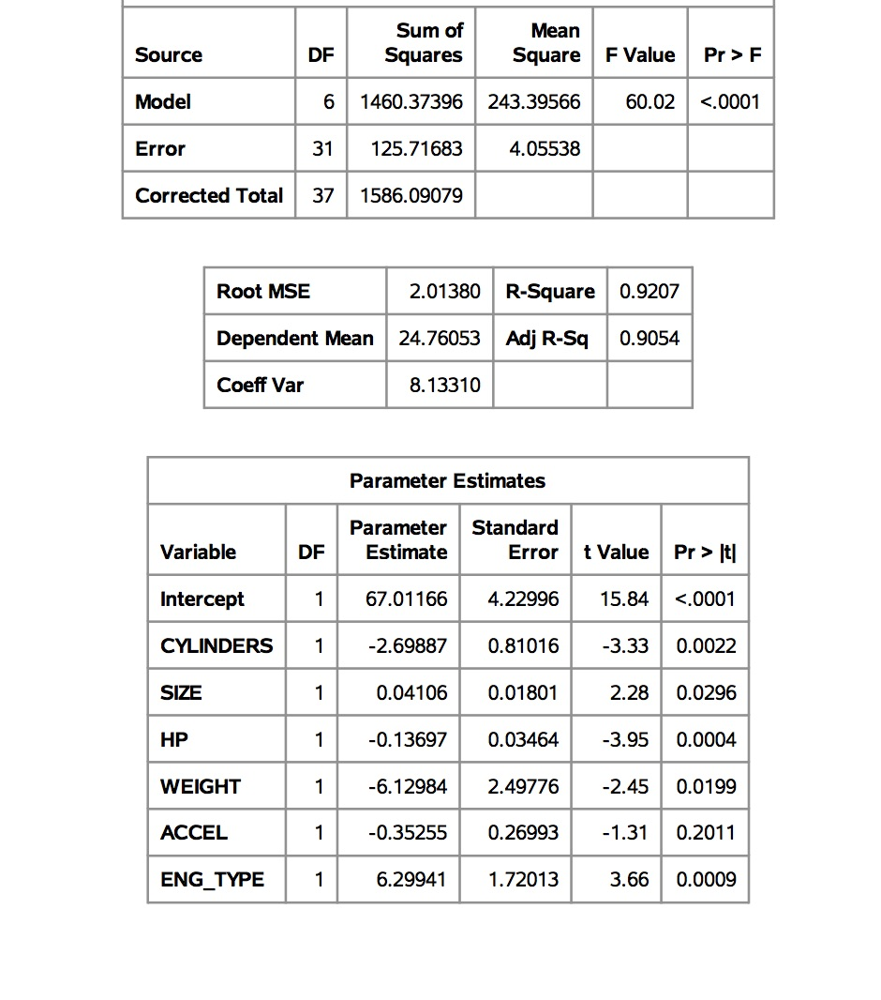 Source DF Sum of Squares Mean Square F Value Pr > F
Model 6 1460.37396 243.39566 60.02 <.0001
Error 31 125.71683 4.05538
Corrected Total 37 1586.09079
Root MSE 2.01380 R-Square 0.9207
Dependent Mean 24.76053 Adj R-Sq 0.9054
Coeff Var 8.13310
Parameter Estimates
Variable DF Parameter Estimate Standard Error t Value Pr > |t|
Intercept 1 67.01166 4.22996 15.84 <.0001
CYLINDERS 1 -2.69887 0.81016 -3.33 0.0022
SIZE 1 0.04106 0.01801 2.28 0.0296
HP 1 -0.13697 0.03464 -3.95 0.0004
WEIGHT 1 -6.12984 2.49776 -2.45 0.0199
ACCEL 1 -0.35255 0.26993 -1.31 0.2011
ENG_TYPE 1 6.29941 1.72013 3.66 0.0009